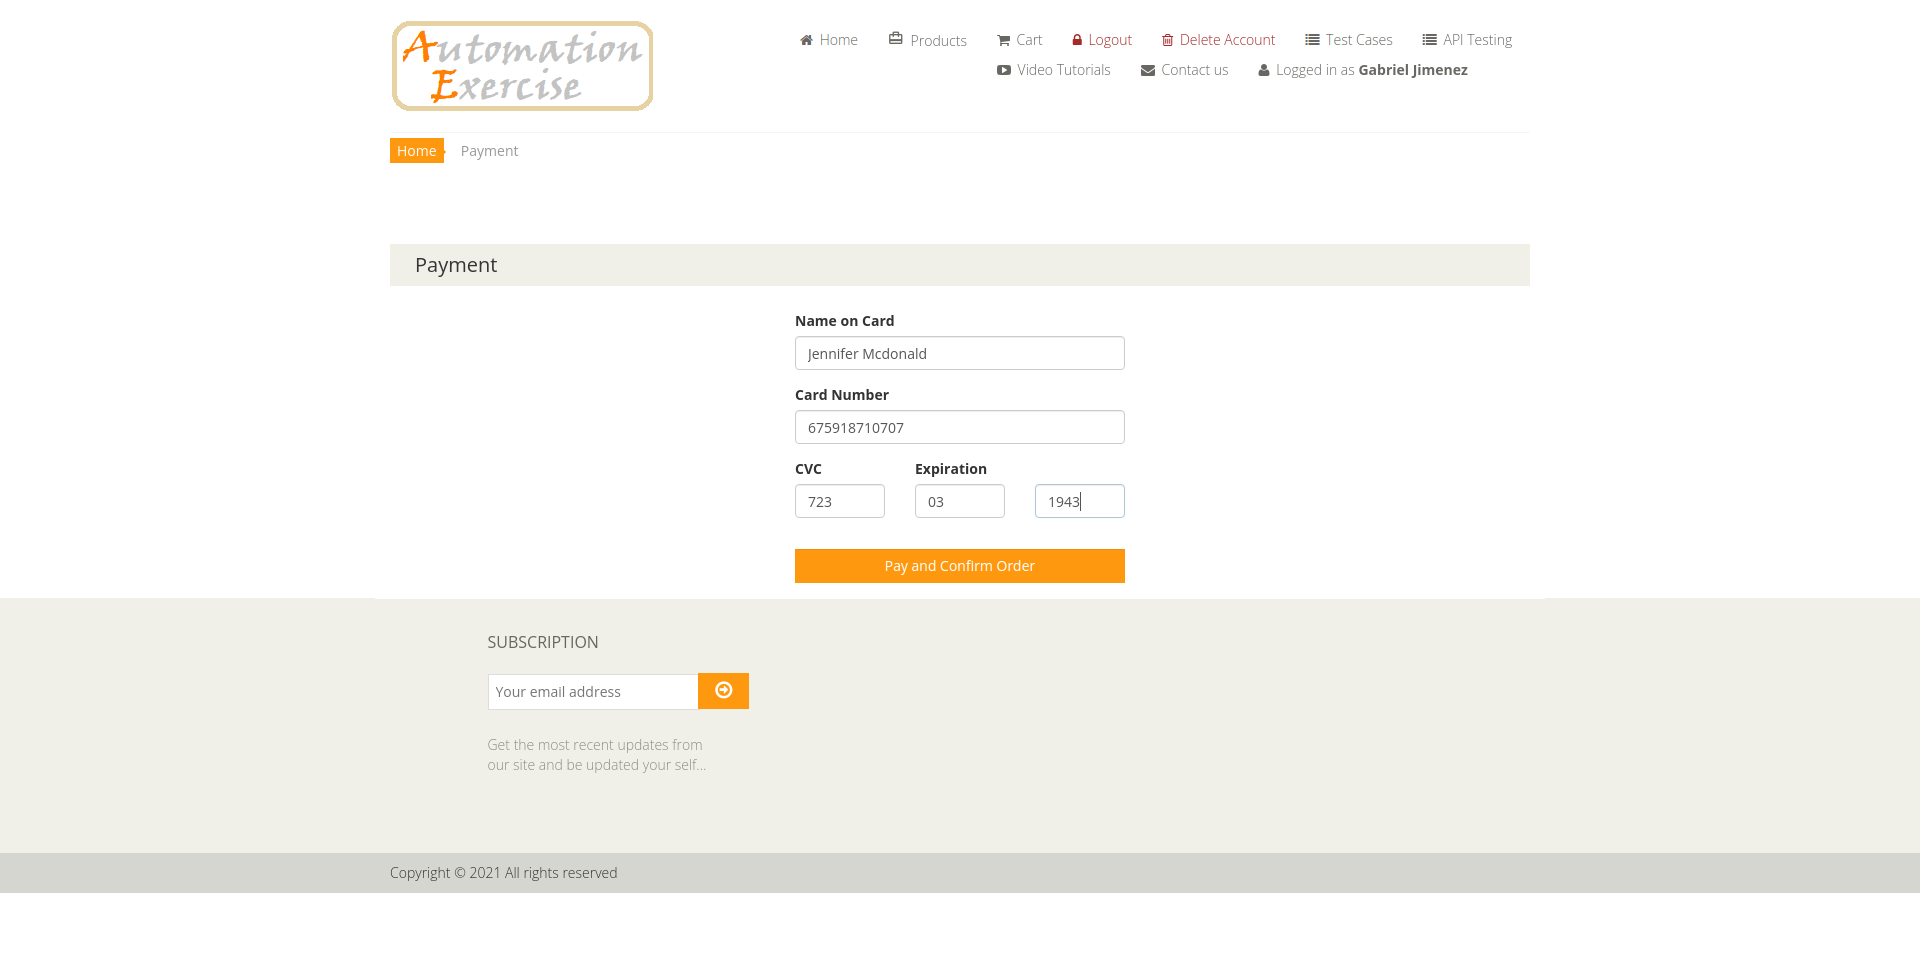 Automation
Exercise
Home
Products
Cart
Logout
Delete Account
Test Cases
API Testing
Video Tutorials
Contact us
Logged in as Gabriel Jimenez
Home
Payment
Payment
Name on Card
Jennifer Mcdonald
Card Number
675918710707
CVC
Expiration
723
03
1943
Pay and Confirm Order
SUBSCRIPTION
Your email address
Get the most recent updates from
our site and be updated your self...
Copyright © 2021 All rights reserved